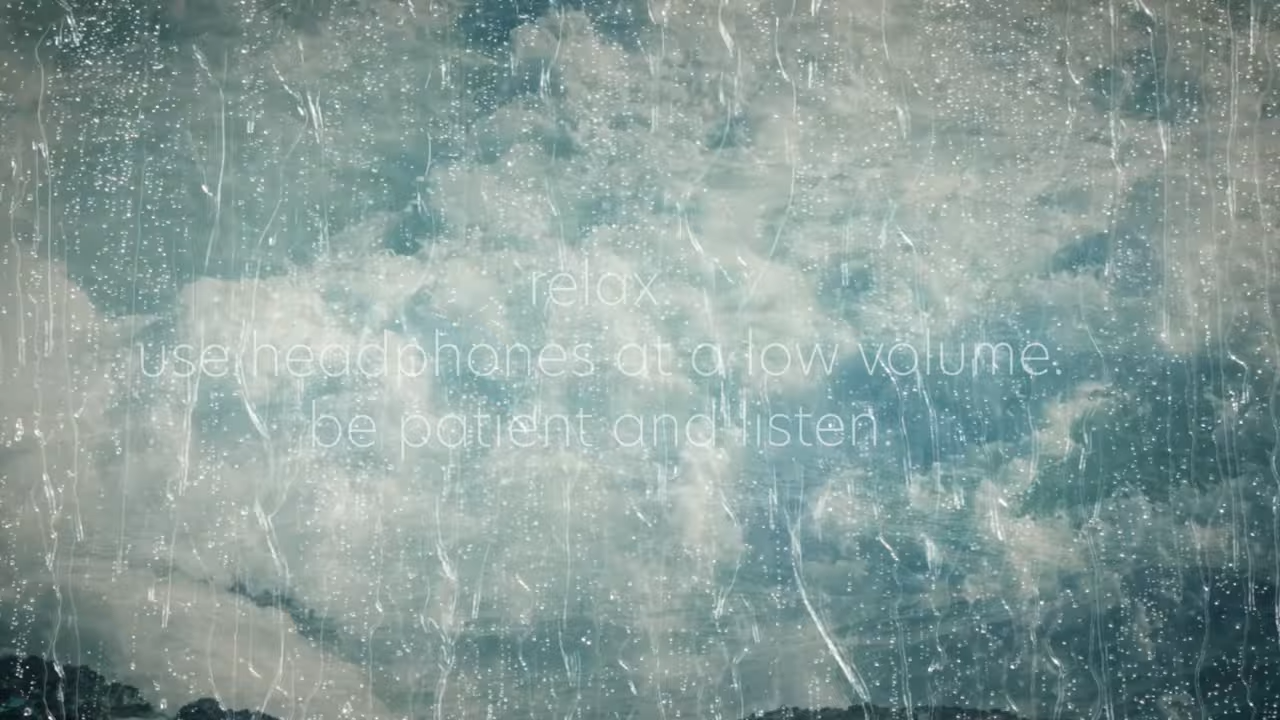 relax.
use headphones at a low volume.
be patient and listen.